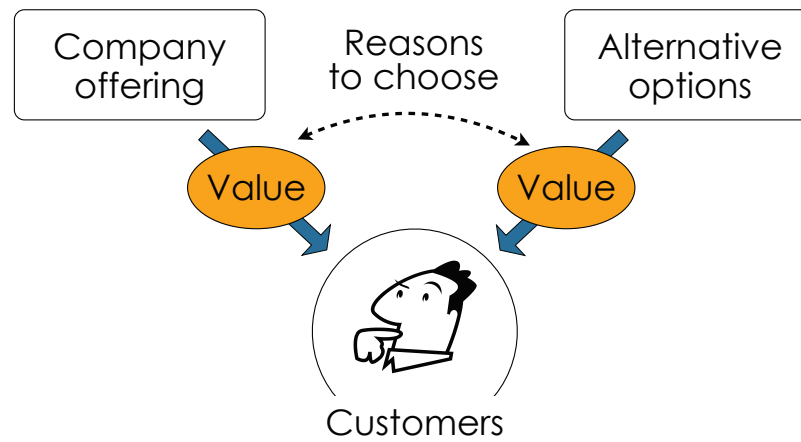 Company
offering
Reasons
to choose
Alternative
options
Value
Value
Customers